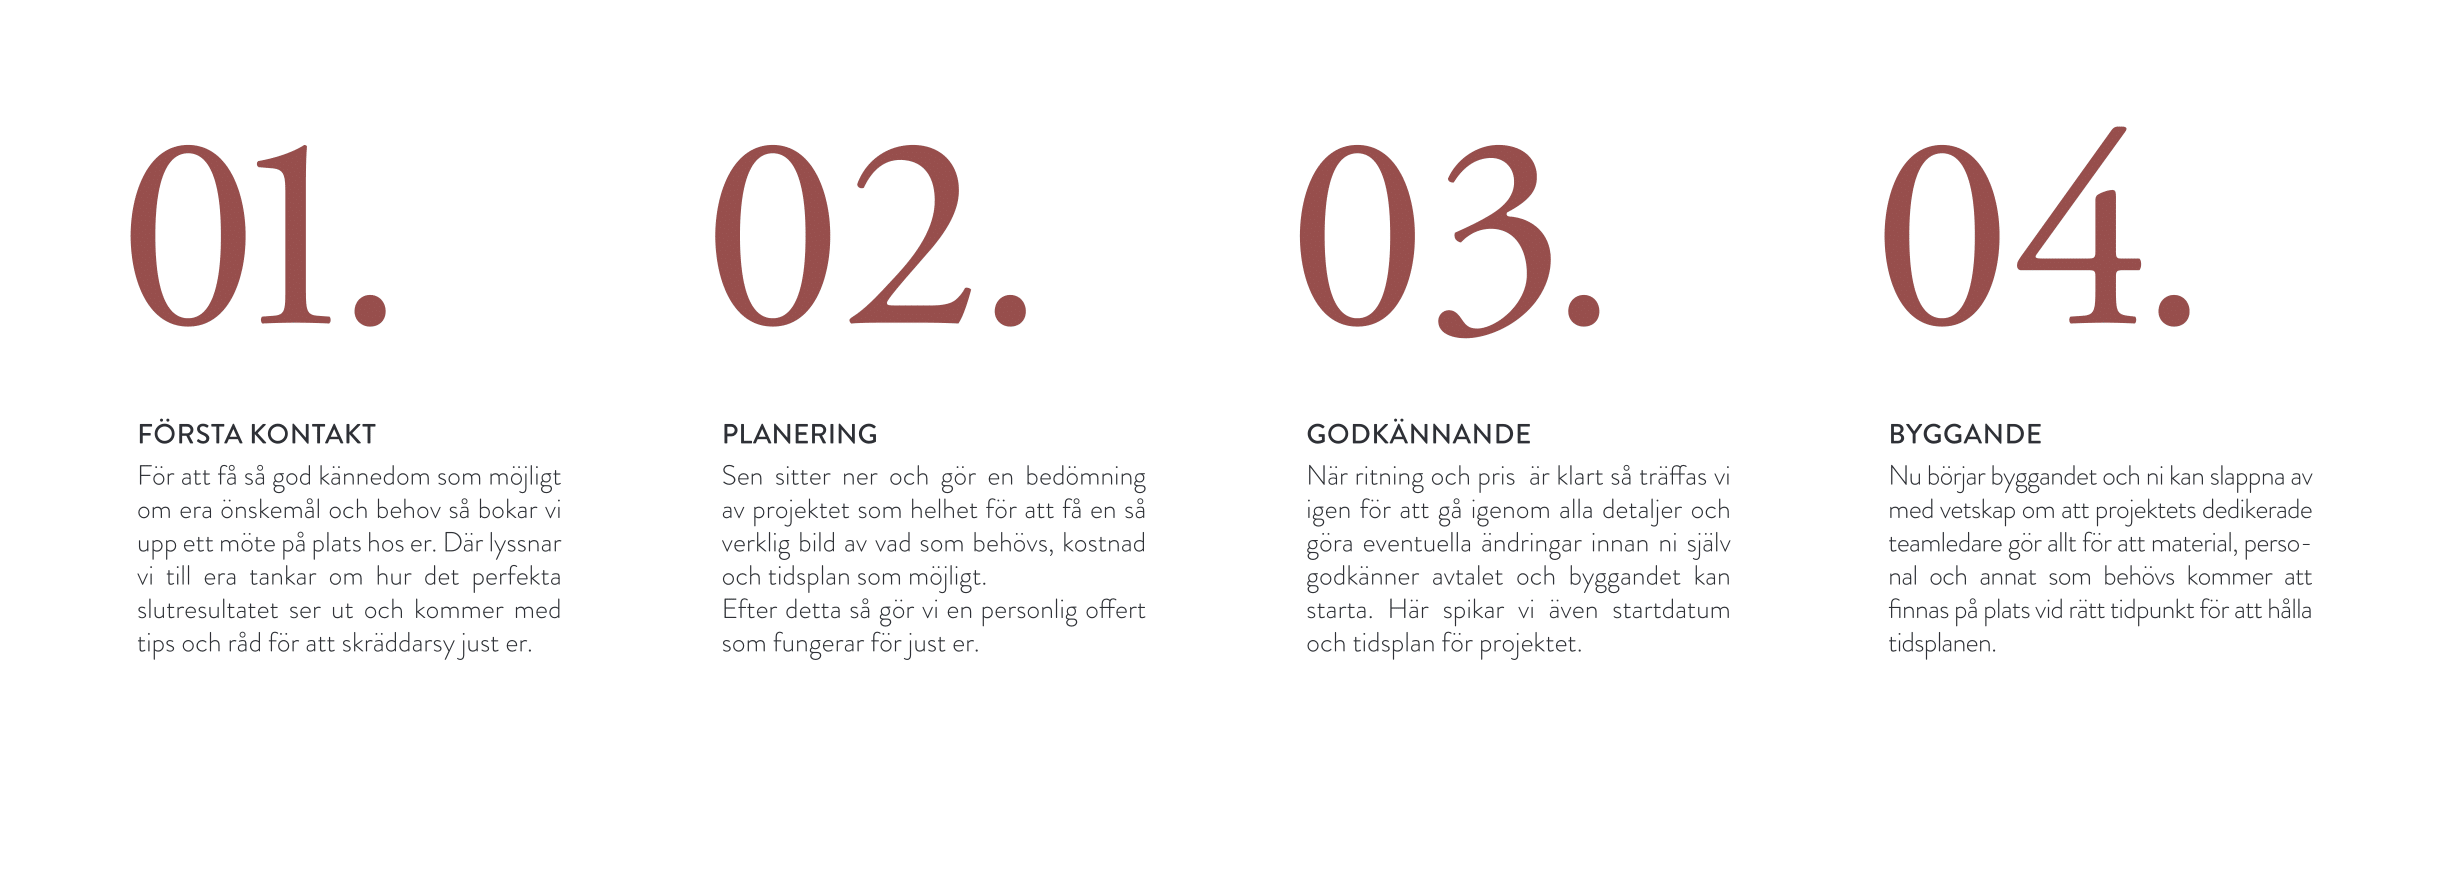 01.
FÖRSTA KONTAKT
För att få så god kännedom som möjligt
om era önskemål och behov så bokar vi
upp ett möte på plats hos er. Där lyssnar
vi till era tankar om hur det perfekta
slutresultatet ser ut och kommer med
tips och råd för att skräddarsy just er.
02.
PLANERING
Sen sitter ner och gör en bedömning
av projektet som helhet för att få en så
verklig bild av vad som behövs, kostnad
och tidsplan som möjligt.
Efter detta så gör vi en personlig offert
som fungerar för just er.
03.
GODKÄNNANDE
När ritning och pris  är klart så träffas vi
igen för att gå igenom alla detaljer och
göra eventuella ändringar innan ni själv
godkänner avtalet och byggandet kan
starta. Här spikar vi även startdatum
och tidsplan för projektet.
04.
BYGGANDE
Nu börjar byggandet och ni kan slappna av
med vetskap om att projektets dedikerade
teamledare gör allt för att material, perso-
nal och annat som behövs kommer att
finnas på plats vid rätt tidpunkt för att hålla
tidsplanen.